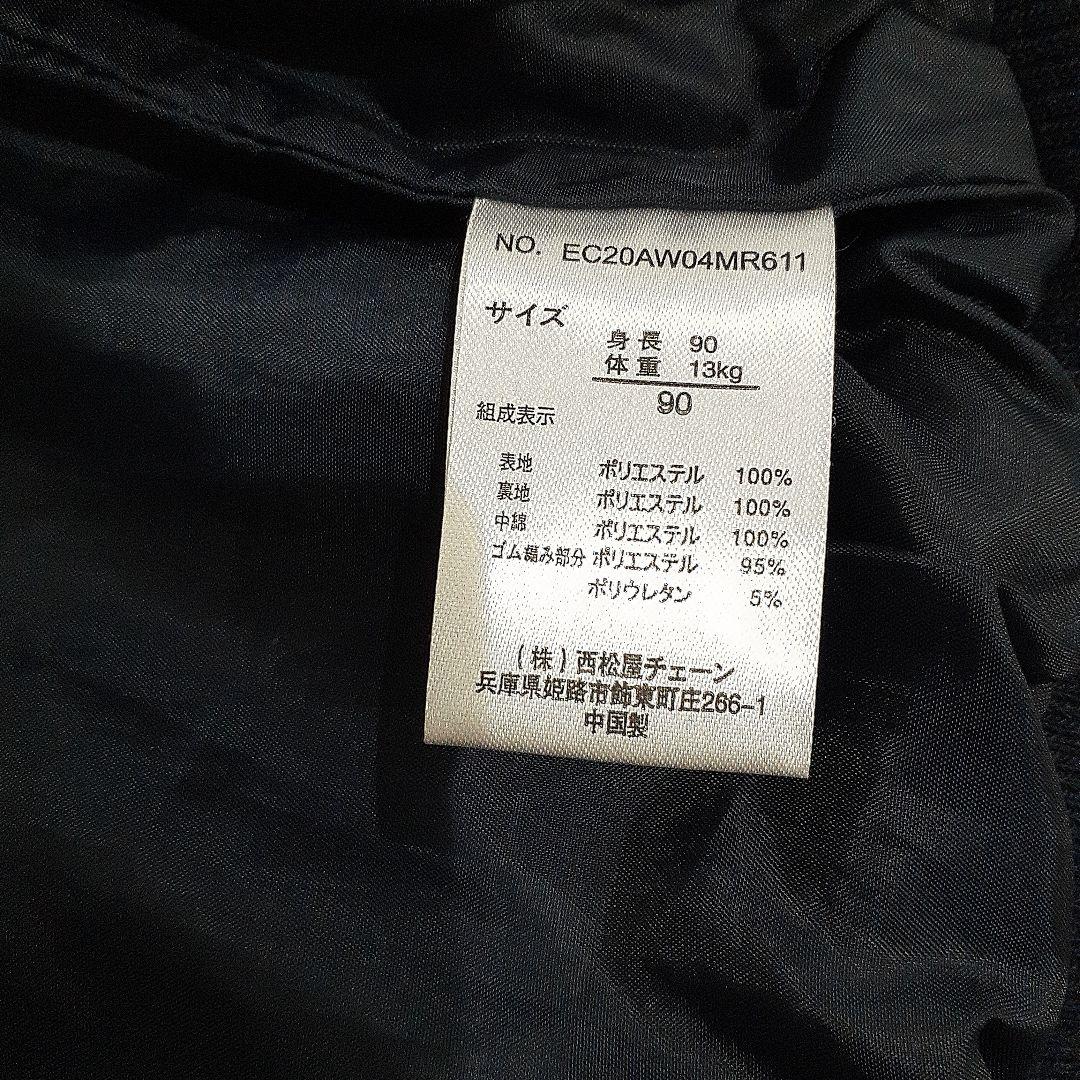 NO. EC20AW04MR611
サイズ
身長 90
体重 13kg
90
組成表示
表地 ポリエステル 100%
裏地 ポリエステル 100%
中綿 ポリエステル 100%
ゴム編み部分 ポリエステル 95%
ポリウレタン 5%
(株)西松屋チェーン
兵庫県姫路市飾東町庄266-1
中国製